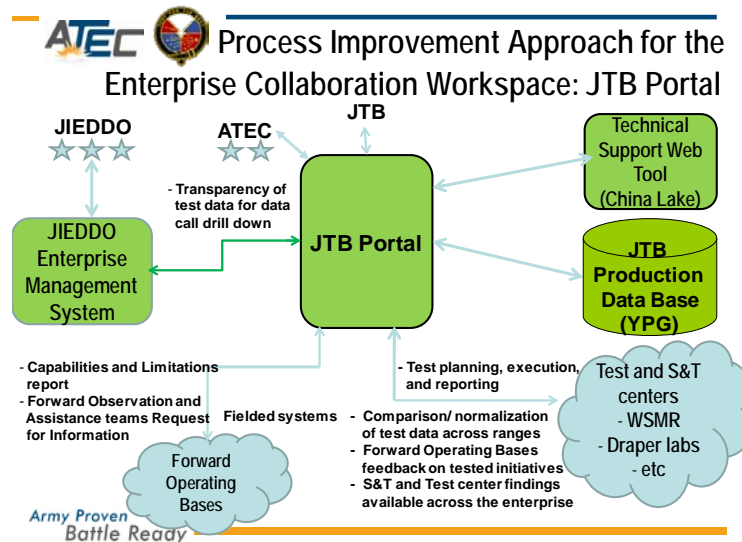 ATEC
Process Improvement Approach for the
Enterprise Collaboration Workspace: JTB Portal
JIEDDO
ATEC
JTB
Technical
Support Web
Tool
(China Lake)
- Transparency of
test data for data
call drill down
JIEDDO
Enterprise
Management
System
JTB Portal
JTB
Production
Data Base
(YPG)
- Capabilities and Limitations
report
- Forward Observation and
Assistance teams Request
for Information
Fielded systems
- Test planning, execution,
and reporting
- Comparison/ normalization
of test data across ranges
- Forward Operating Bases
feedback on tested initiatives
- S&T and Test center findings
available across the enterprise
Test and S&T
centers
- WSMR
- Draper labs
- etc
Forward
Operating
Bases
Army Proven
Battle Ready